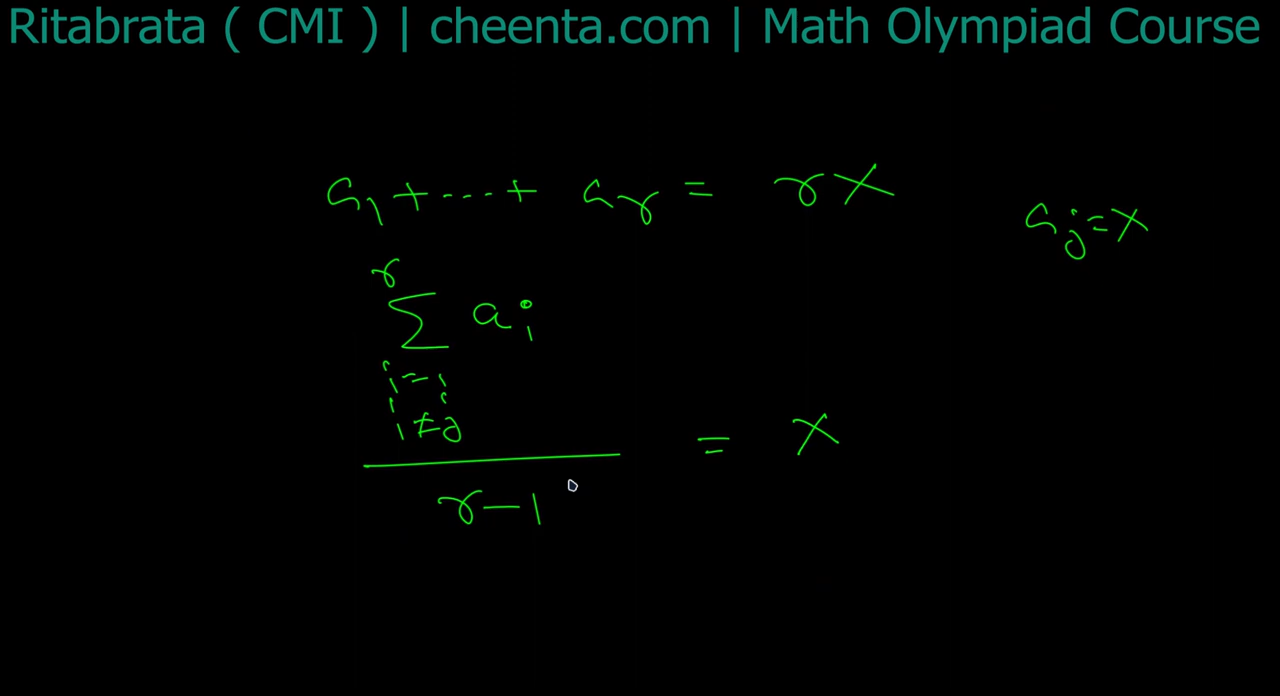 Ritabrata ( CMI ) | cheenta.com | Math Olympiad Course
a₁ + --- + aᵣ = rX
aⱼ = X
r
∑ aᵢ
i=1
i≠j
= X
r-1